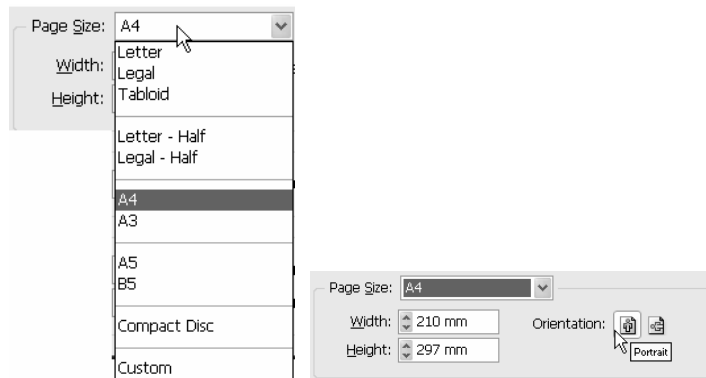 Page Size: A4
Letter
Width:
Legal
Height:
Tabloid
Letter - Half
Legal - Half
A4
A3
A5
B5
Compact Disc
Custom
Page Size: A4
Width: 210 mm Orientation:
Height: 297 mm Portrait